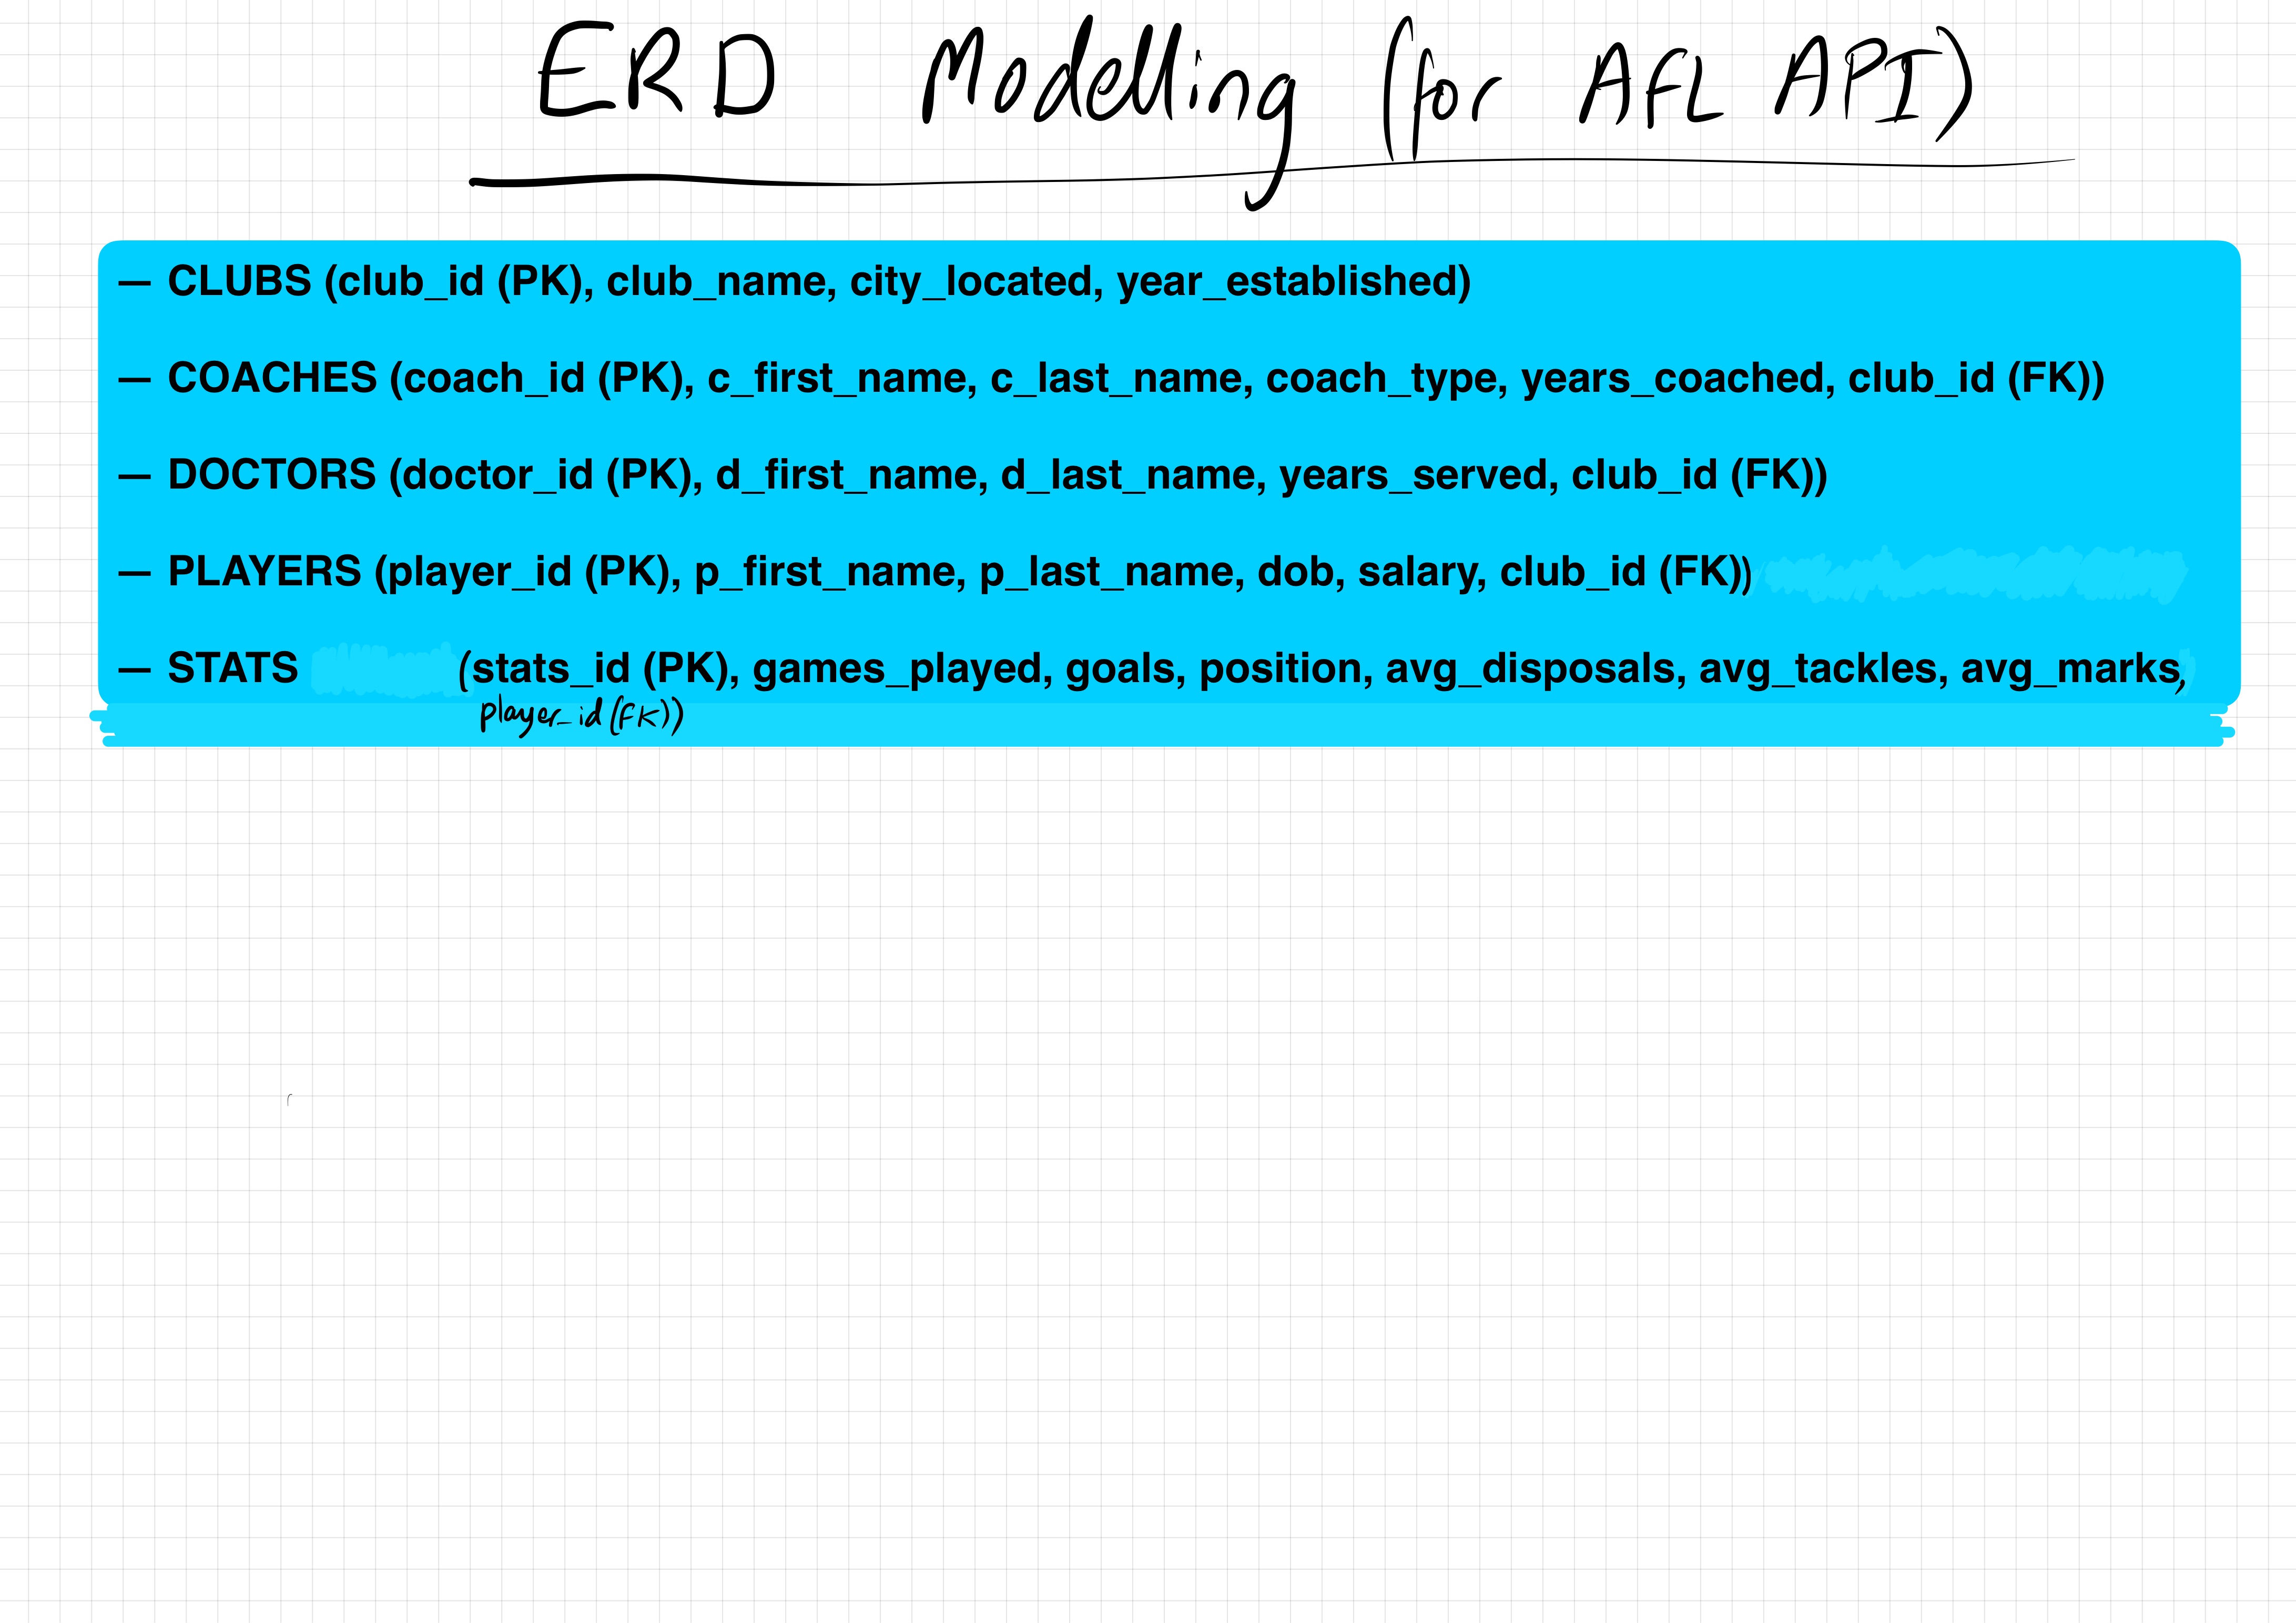 ERD Modelling (for AFL API)
— CLUBS (club_id (PK), club_name, city_located, year_established)
— COACHES (coach_id (PK), c_first_name, c_last_name, coach_type, years_coached, club_id (FK))
— DOCTORS (doctor_id (PK), d_first_name, d_last_name, years_served, club_id (FK))
— PLAYERS (player_id (PK), p_first_name, p_last_name, dob, salary, club_id (FK))
— STATS (stats_id (PK), games_played, goals, position, avg_disposals, avg_tackles, avg_marks,
player_id (FK))